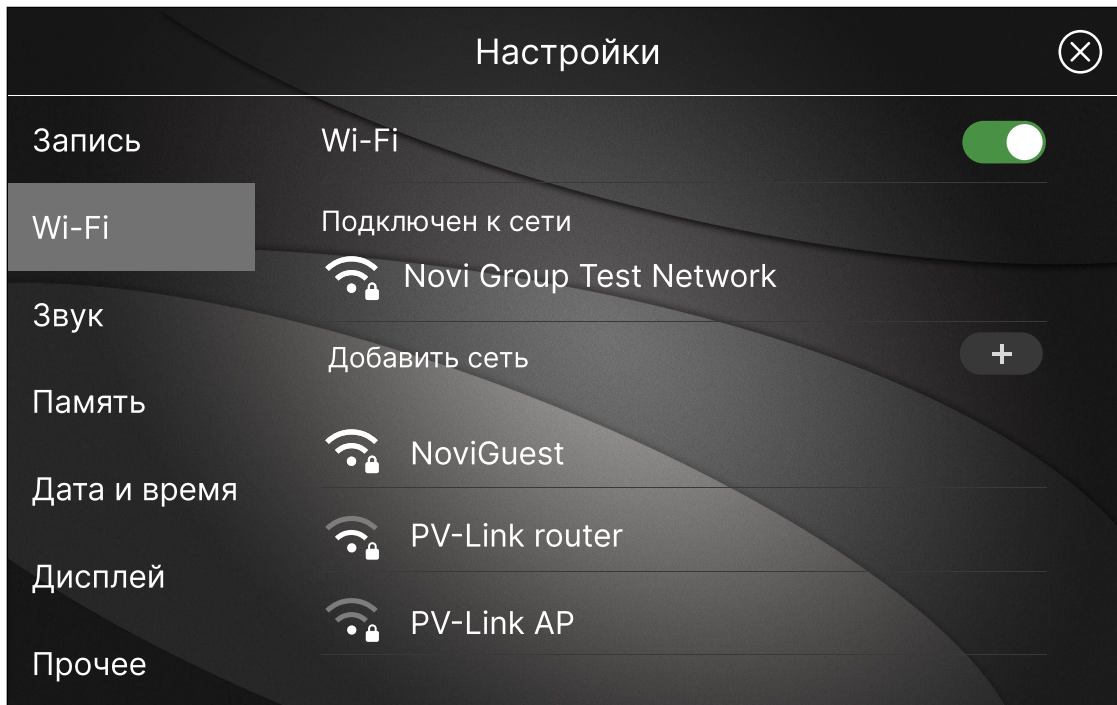 Настройки
Запись
Wi-Fi
Звук
Память
Дата и время
Дисплей
Прочее
Wi-Fi
Подключен к сети
Novi Group Test Network
Добавить сеть
NoviGuest
PV-Link router
PV-Link AP